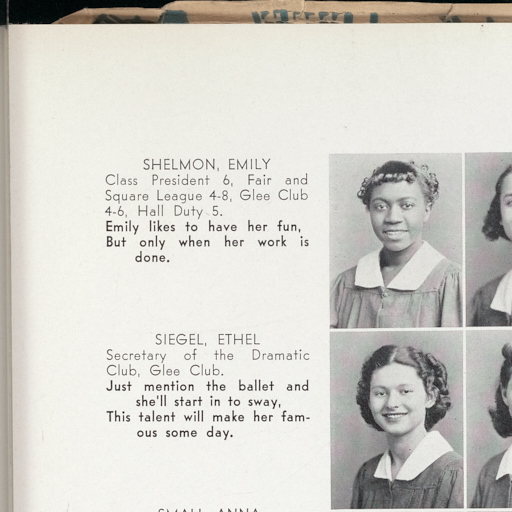 SHELMON, EMILY
Class President 6, Fair and
Square League 4-8, Glee Club
4-6, Hall Duty 5.
Emily likes to have her fun,
But only when her work is
done.
SIEGEL, ETHEL
Secretary of the Dramatic
Club, Glee Club.
Just mention the ballet and
she'll start in to sway,
This talent will make her fam-
ous some day.
SMALL, ANNA